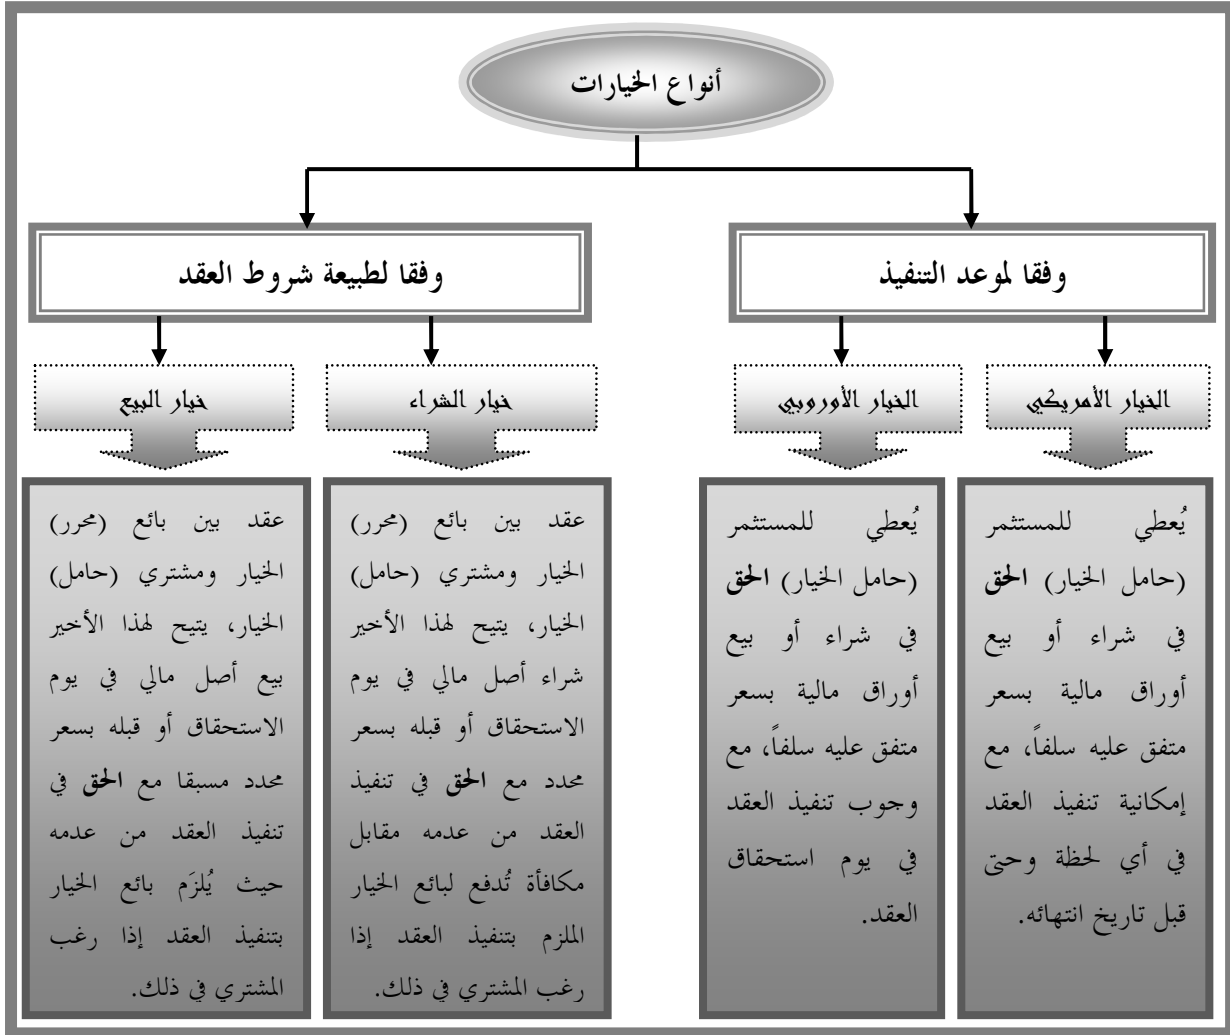 أنواع الخيارات
وفقا لموعد التنفيذ
وفقا لطبيعة شروط العقد
الخيار الأمريكي
الخيار الأوروبي
خيار الشراء
خيار البيع
يُعطي للمستثمر
(حامل الخيار) الحق
في شراء أو بيع
أوراق مالية بسعر
متفق عليه سلفاً، مع
إمكانية تنفيذ العقد
في أي لحظة وحتى
قبل تاريخ انتهائه.
يُعطي للمستثمر
(حامل الخيار) الحق
في شراء أو بيع
أوراق مالية بسعر
متفق عليه سلفاً، مع
وجوب تنفيذ العقد
في يوم استحقاق
العقد.
عقد بين بائع (محرر)
الخيار ومشتري (حامل)
الخيار، يتيح لهذا الأخير
شراء أصل مالي في يوم
الاستحقاق أو قبله بسعر
محدد مع الحق في تنفيذ
العقد من عدمه مقابل
مكافأة تُدفع لبائع الخيار
الملزم بتنفيذ العقد إذا
رغب المشتري في ذلك.
عقد بين بائع (محرر)
الخيار ومشتري (حامل)
الخيار، يتيح لهذا الأخير
بيع أصل مالي في يوم
الاستحقاق أو قبله بسعر
محدد مسبقا مع الحق في
تنفيذ العقد من عدمه
حيث يُلزَم بائع الخيار
بتنفيذ العقد إذا رغب
المشتري في ذلك.